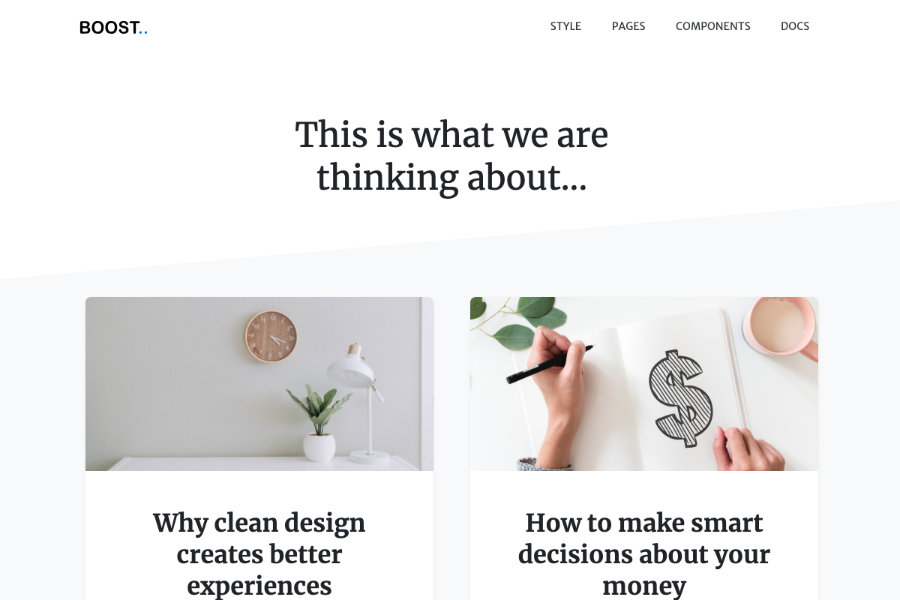 BOOST..
STYLE PAGES COMPONENTS DOCS
This is what we are
thinking about...
$
Why clean design
creates better
experiences
How to make smart
decisions about your
money